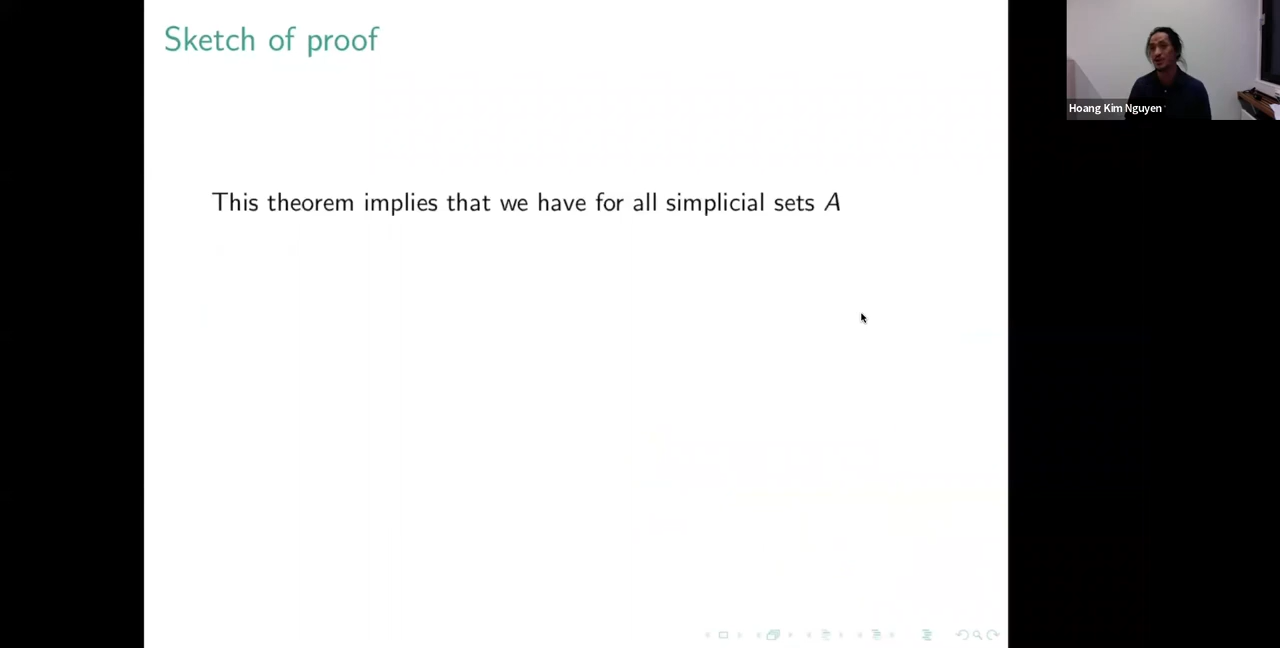 Sketch of proof
Hoang Kim Nguyen
This theorem implies that we have for all simplicial sets A